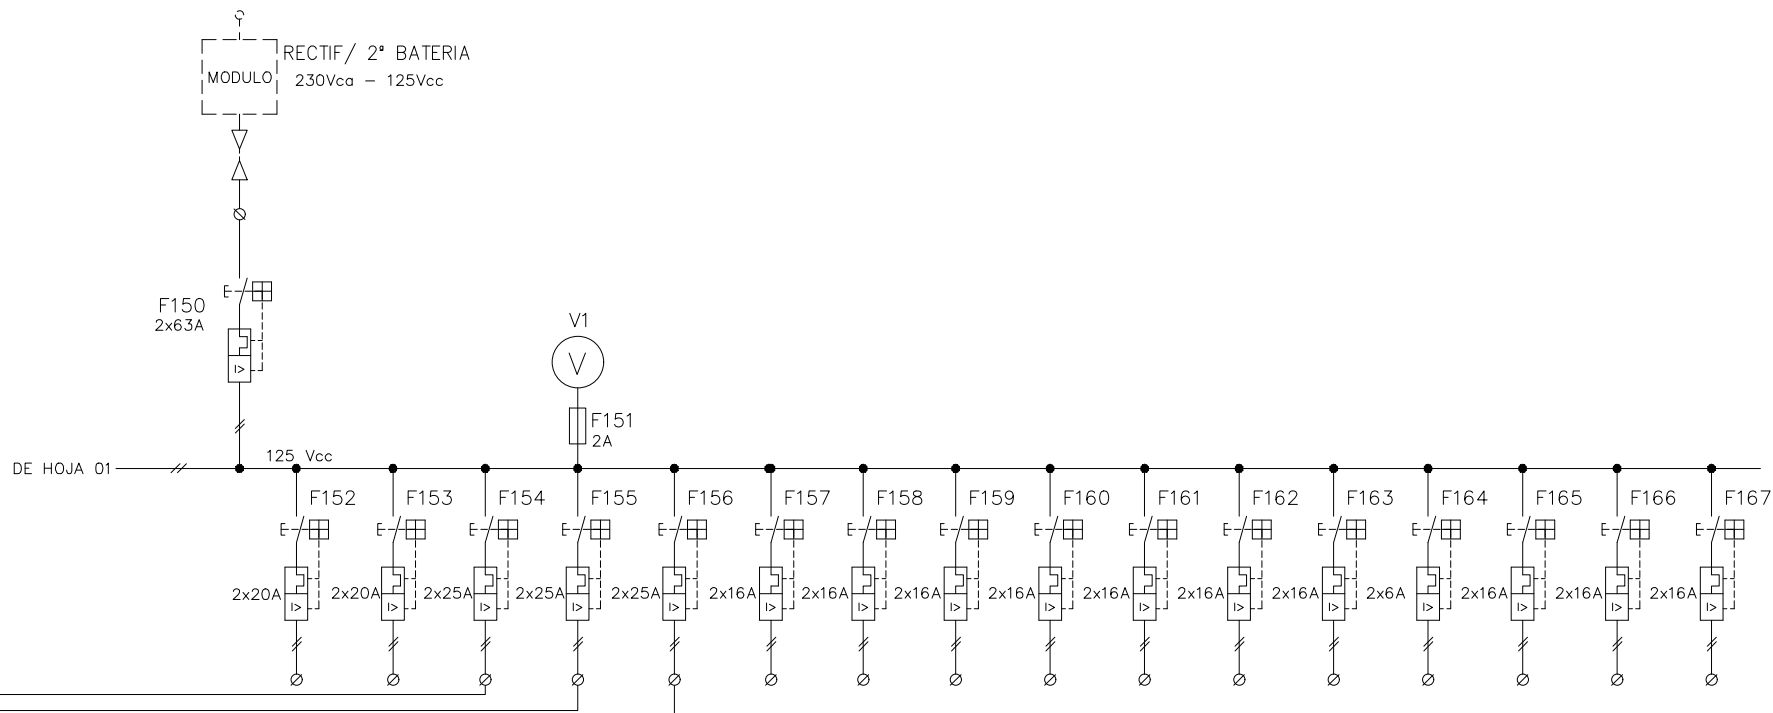 RECTIF/ 2ª BATERIA
MODULO
230Vca - 125Vcc
F150
2x63A
I>
V1
V
F151
2A
DE HOJA 01
125 Vcc
F152 F153 F154 F155 F156 F157 F158 F159 F160 F161 F162 F163 F164 F165 F166 F167
2x20A 2x20A 2x25A 2x25A 2x25A 2x16A 2x16A 2x16A 2x16A 2x16A 2x16A 2x16A 2x6A 2x16A 2x16A 2x16A
I> I> I> I> I> I> I> I> I> I> I> I> I> I> I> I>